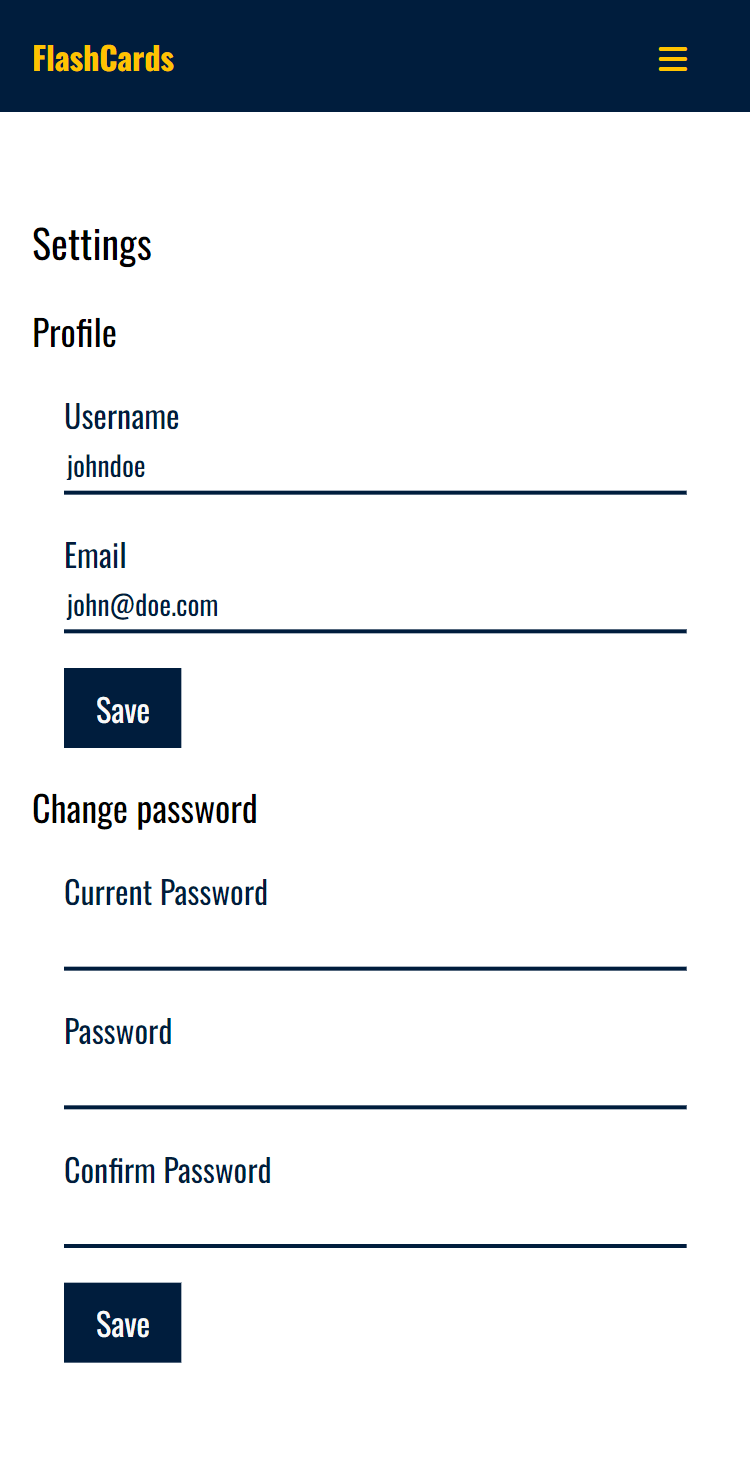 FlashCards
Settings
Profile
Username
johndoe
Email
john@doe.com
Save
Change password
Current Password
Password
Confirm Password
Save